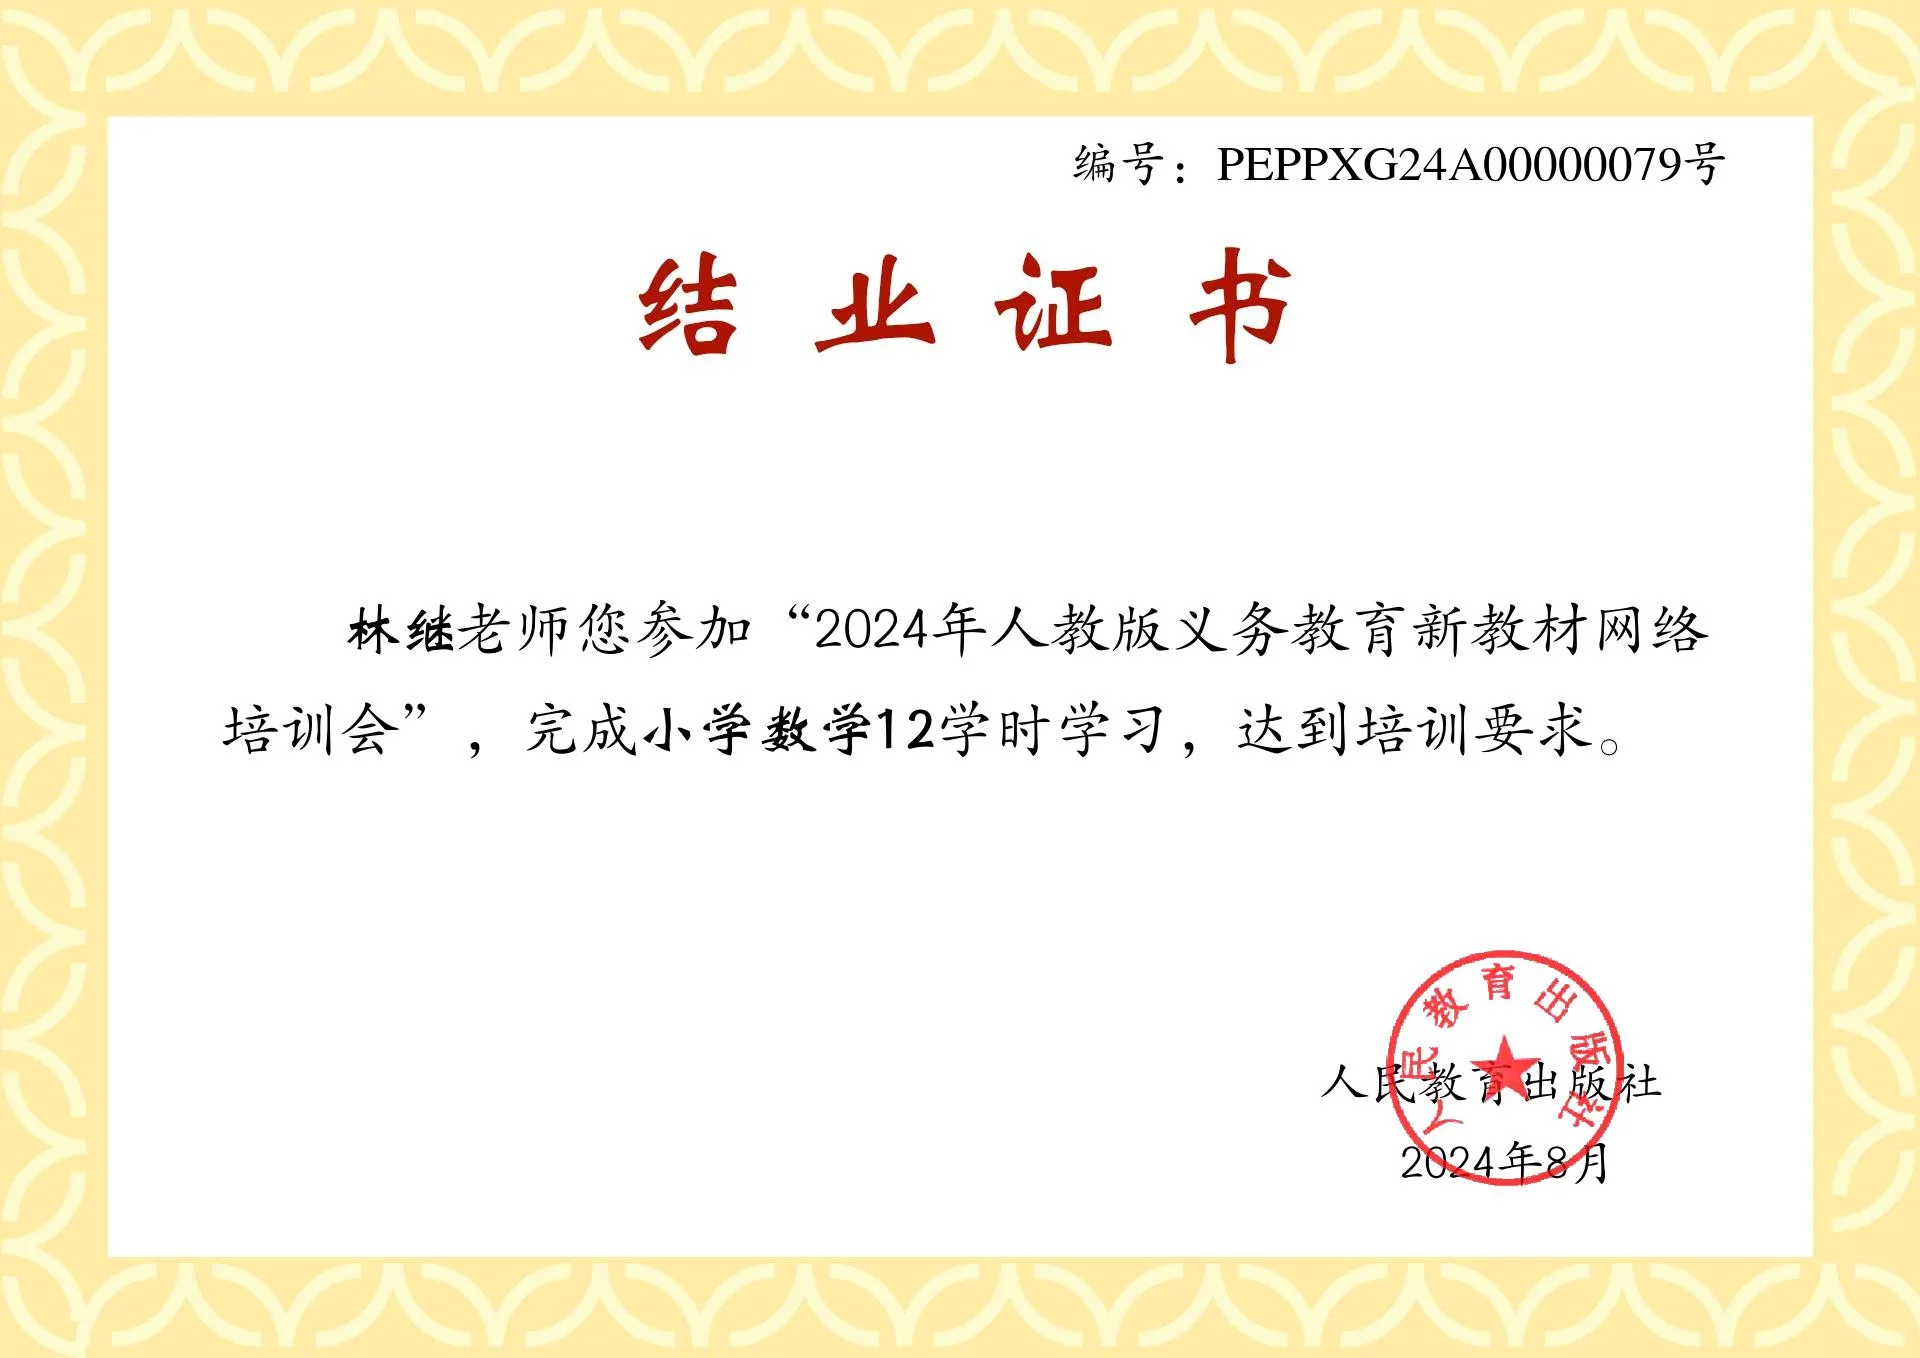 编号：PEPPXG24A00000079号
结业证书
林继老师您参加“2024年人教版义务教育新教材网络
培训会”，完成小学数学12学时学习，达到培训要求。
人民教育出版社
人民教育出版社
2024年8月